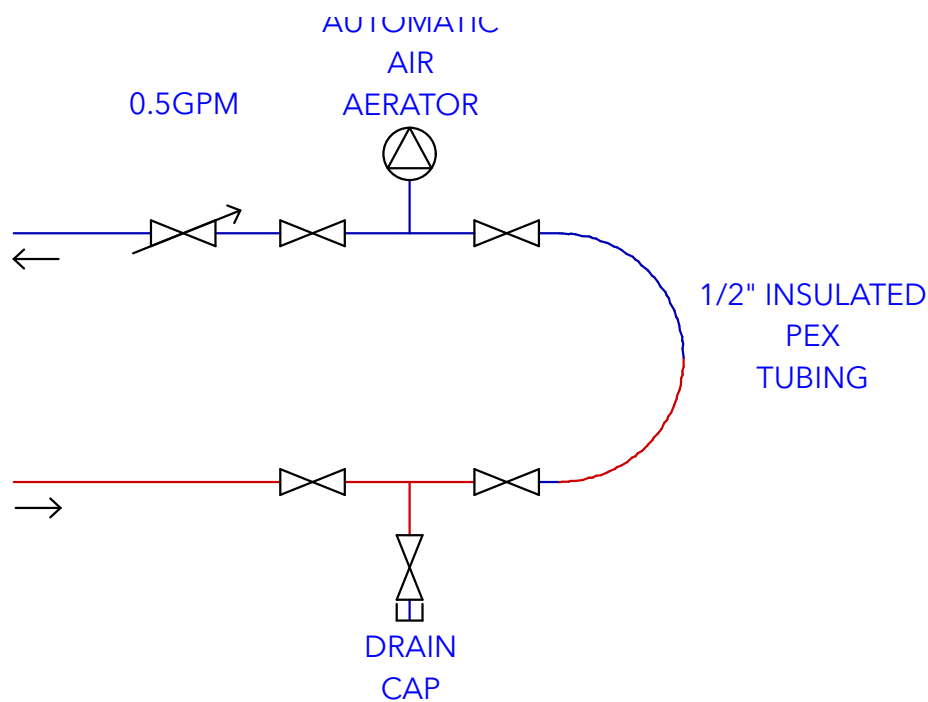 AUTOMATIC
AIR
AERATOR
0.5GPM
1/2" INSULATED
PEX
TUBING
DRAIN
CAP